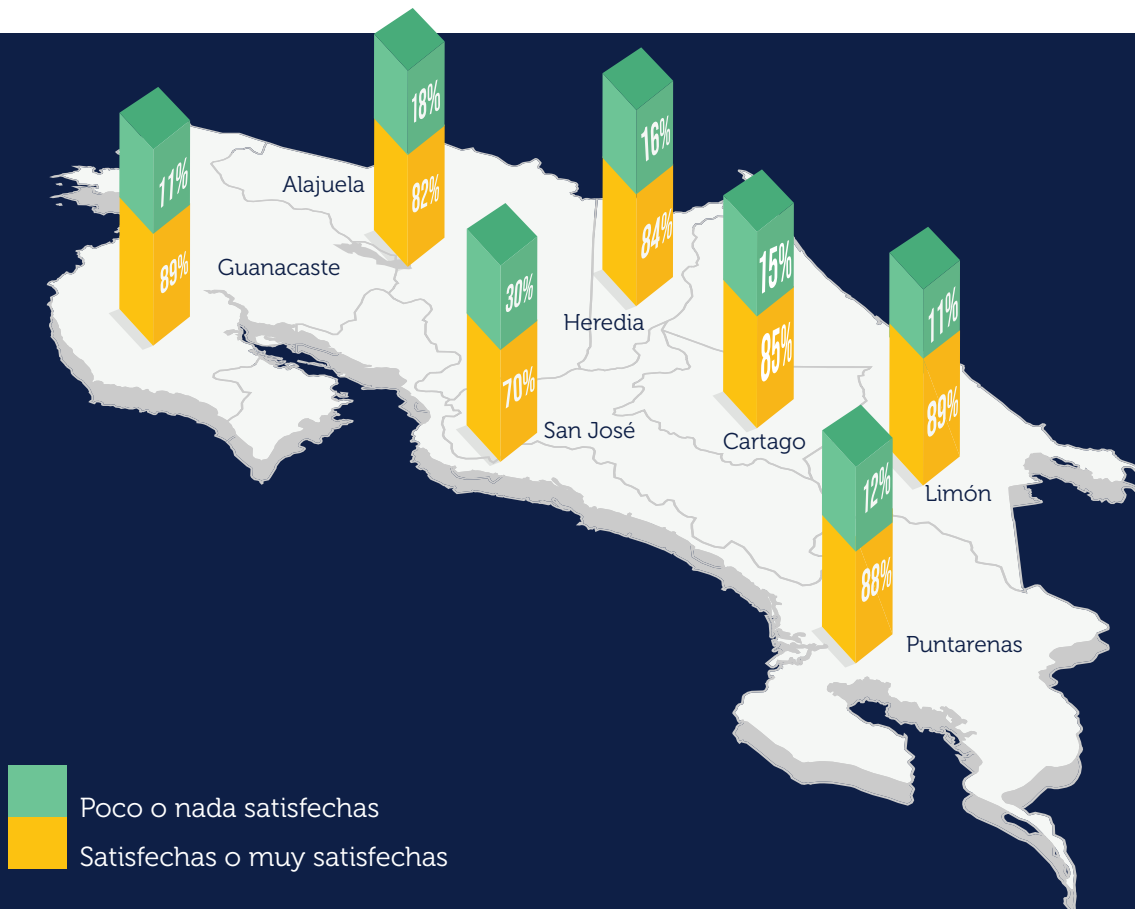 18%
82%
Alajuela
11%
89%
Guanacaste
16%
84%
Heredia
30%
70%
San José
15%
85%
Cartago
11%
89%
Limón
12%
88%
Puntarenas
Poco o nada satisfechas
Satisfechas o muy satisfechas